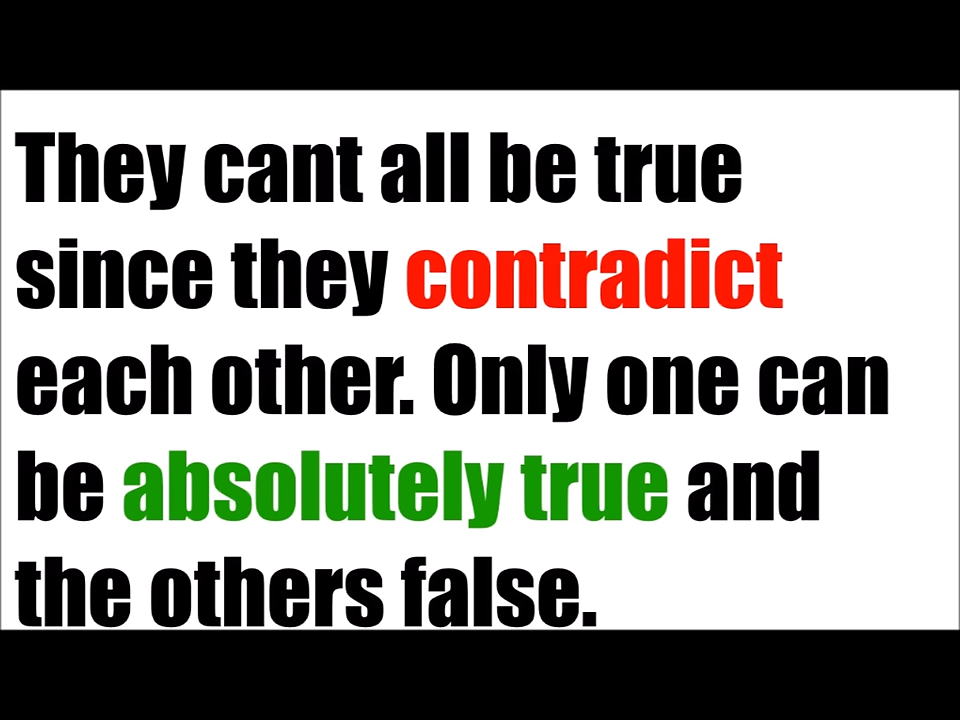 They cant all be true
since they contradict
each other. Only one can
be absolutely true and
the others false.